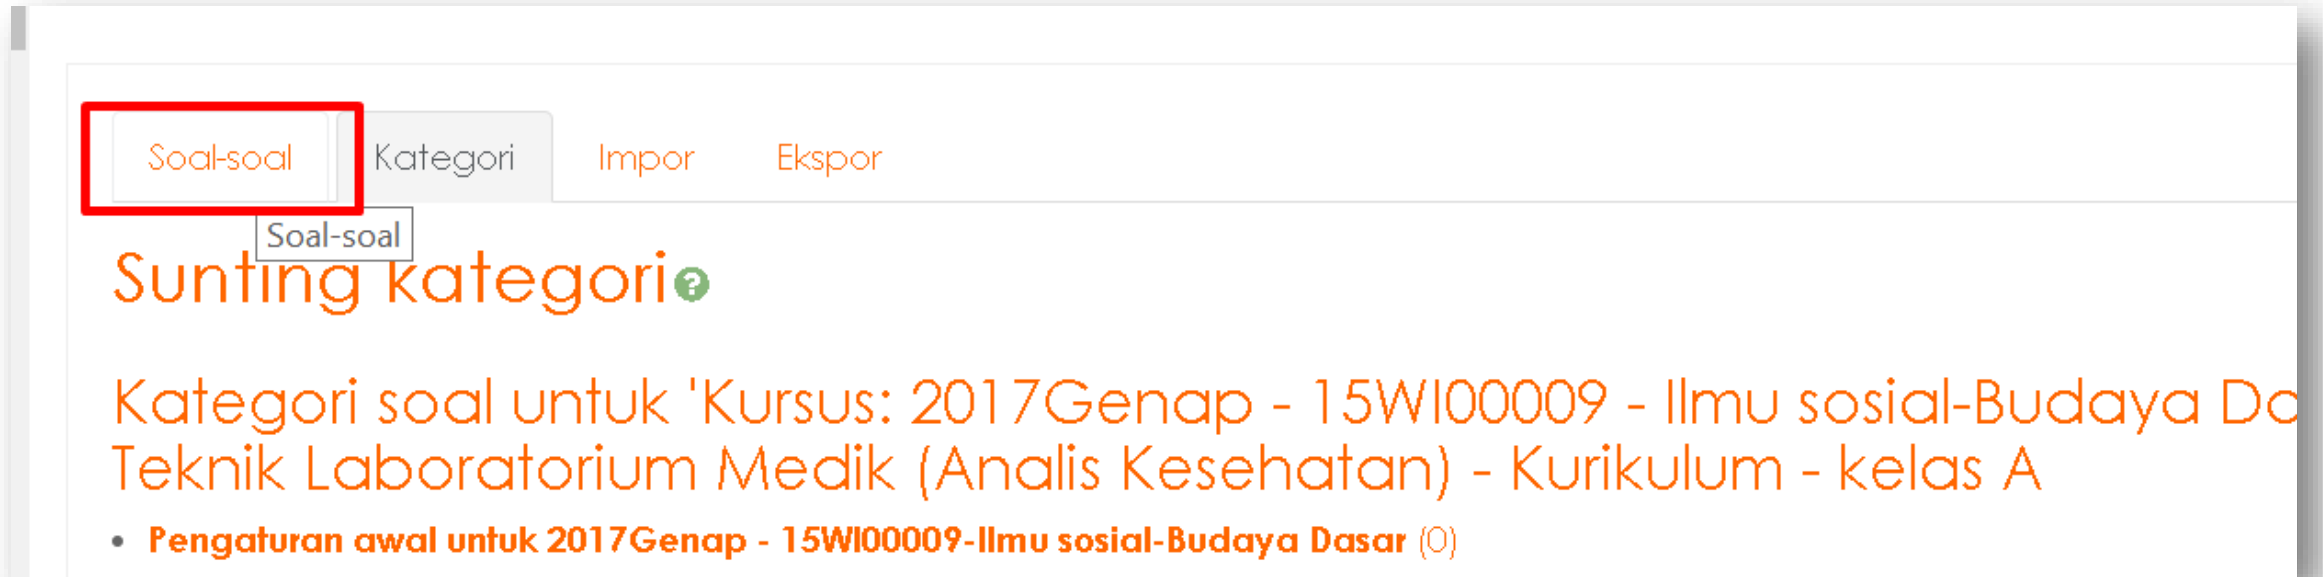 Soal-soal Kategori Impor Ekspor
Soal-soal
Sunting kategori
Kategori soal untuk 'Kursus: 2017Genap - 15WI00009 - Ilmu sosial-Budaya
Teknik Laboratorium Medik (Analis Kesehatan) - Kurikulum - kelas A
• Pengaturan awal untuk 2017Genap - 15WI00009-Ilmu sosial-Budaya Dasar (0)